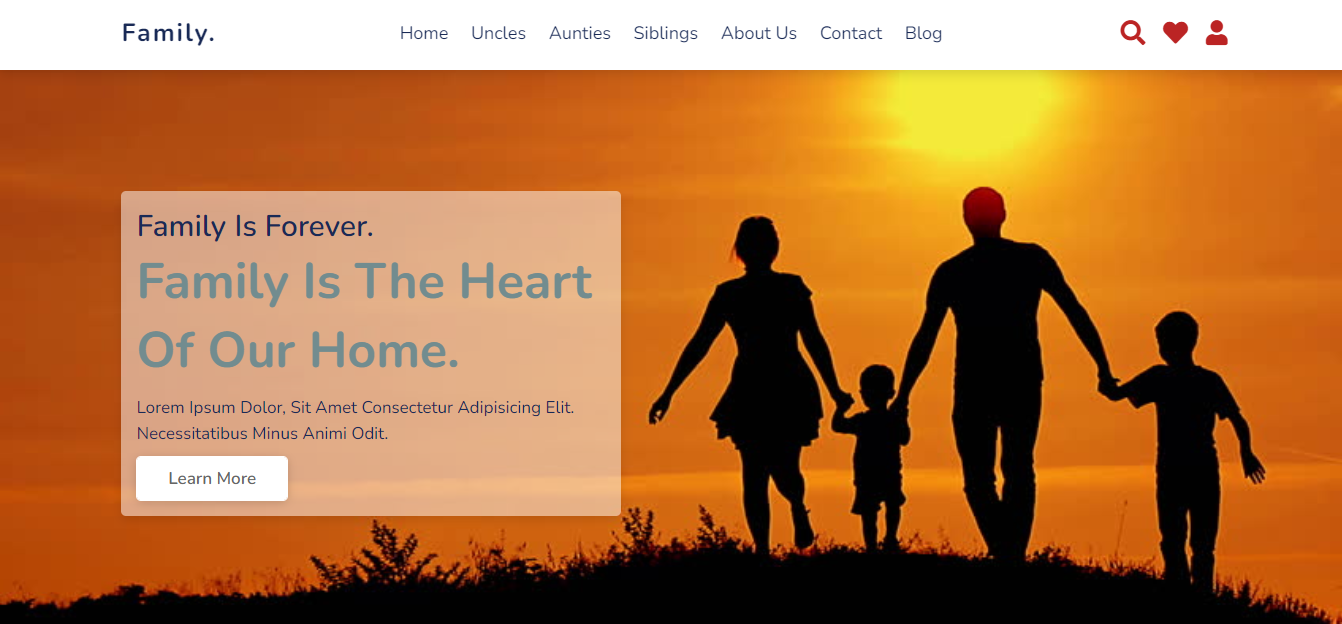 Family.
Home Uncles Aunties Siblings About Us Contact Blog
Family Is Forever.
Family Is The Heart
Of Our Home.
Lorem Ipsum Dolor, Sit Amet Consectetur Adipisicing Elit.
Necessitatibus Minus Animi Odit.
Learn More